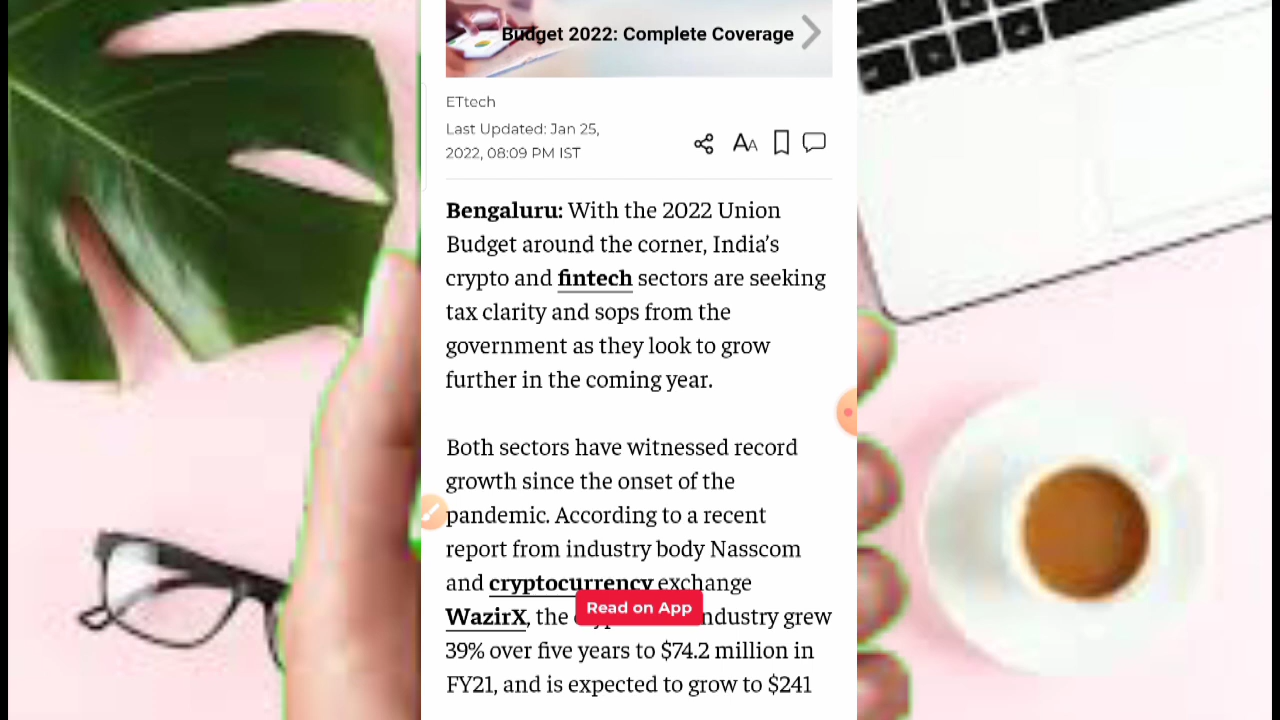 Budget 2022: Complete Coverage
ETtech
Last Updated: Jan 25,
2022, 08:09 PM IST
AA
Bengaluru: With the 2022 Union
Budget around the corner, India's
crypto and fintech sectors are seeking
tax clarity and sops from the
government as they look to grow
further in the coming year.
Both sectors have witnessed record
growth since the onset of the
pandemic. According to a recent
report from industry body Nasscom
and cryptocurrency exchange
Read on App
WazirX, the industry grew
39% over five years to $74.2 million in
FY21, and is expected to grow to $241